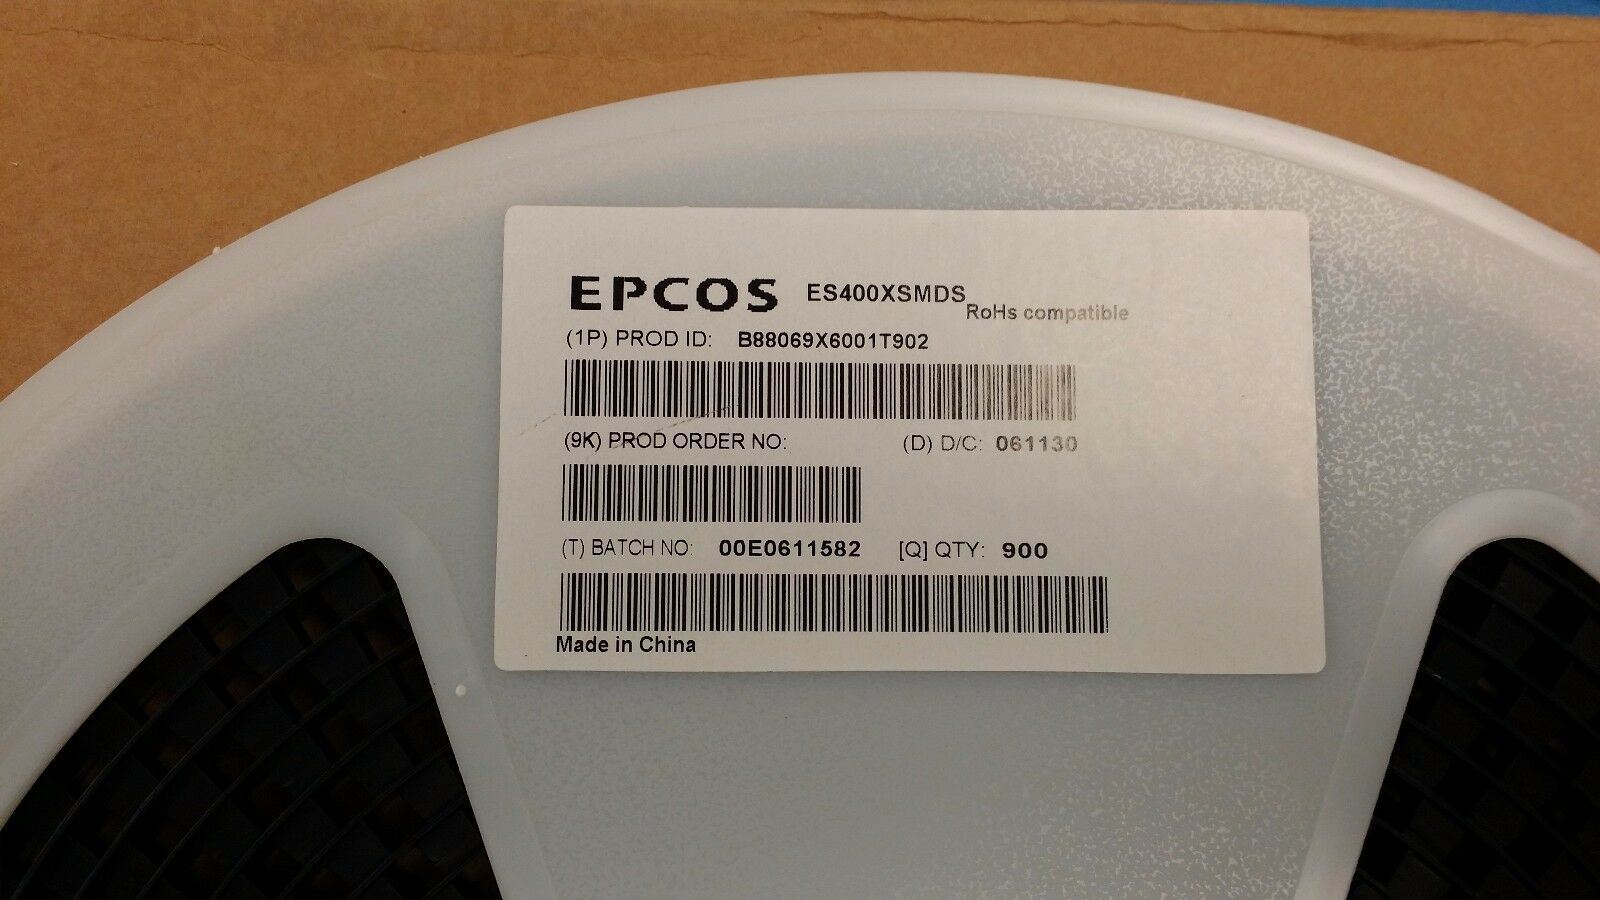 EPCOS ES400XSMDS
RoHs compatible
(1P) PROD ID: B88069X6001T902
(9K) PROD ORDER NO: (D) D/C: 061130
(T) BATCH NO: 00E0611582 [Q] QTY: 900
Made in China